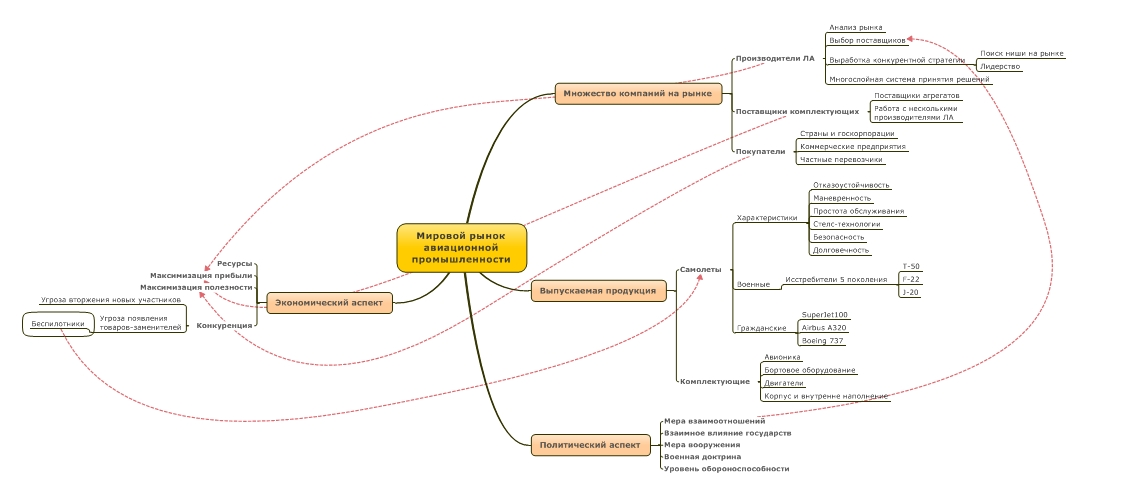 Мировой рынок
авиационной
промышленности
Множество компаний на рынке
Производители ЛА
Анализ рынка
Выбор поставщиков
Выработка конкурентной стратегии
Поиск ниши на рынке
Лидерство
Многослойная система принятия решений
Поставщики комплектующих
Поставщики агрегатов
Работа с несколькими
производителями ЛА
Покупатели
Страны и госкорпорации
Коммерческие предприятия
Частные перевозчики
Выпускаемая продукция
Самолеты
Характеристики
Отказоустойчивость
Маневренность
Простота обслуживания
Стелс-технологии
Безопасность
Долговечность
Военные
Исстребители 5 поколения
T-50
F-22
J-20
Гражданские
SuperJet100
Airbus A320
Boeing 737
Комплектующие
Авионика
Бортовое оборудование
Двигатели
Корпус и внутренне наполнение
Политический аспект
Мера взаимоотношений
Взаимное влияние государств
Мера вооружения
Военная доктрина
Уровень обороноспособности
Экономический аспект
Ресурсы
Максимизация прибыли
Максимизация полезности
Конкуренция
Угроза вторжения новых участников
Угроза появления
товаров-заменителей
Беспилотники